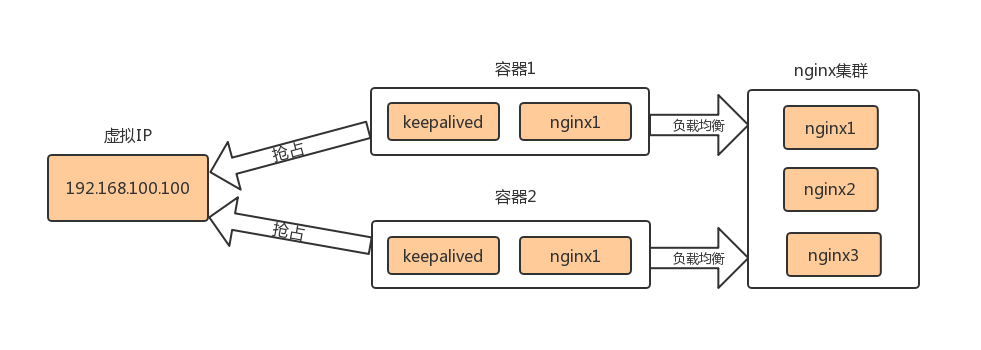 虚拟IP
192.168.100.100
抢占
抢占
容器1
keepalived
nginx1
容器2
keepalived
nginx1
负载均衡
负载均衡
nginx集群
nginx1
nginx2
nginx3